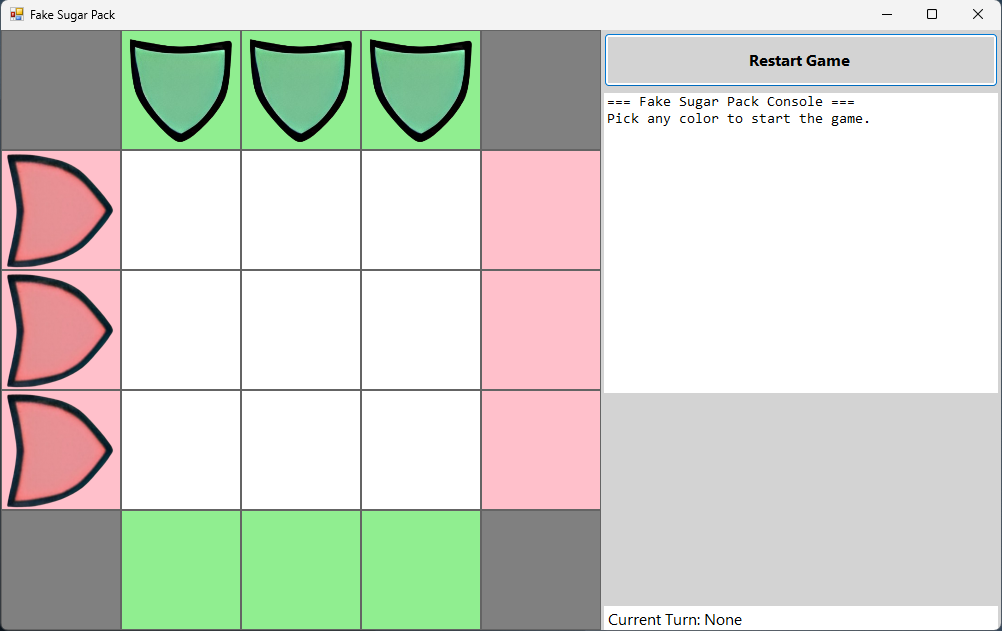 Fake Sugar Pack
Restart Game
=== Fake Sugar Pack Console ===
Pick any color to start the game.
Current Turn: None